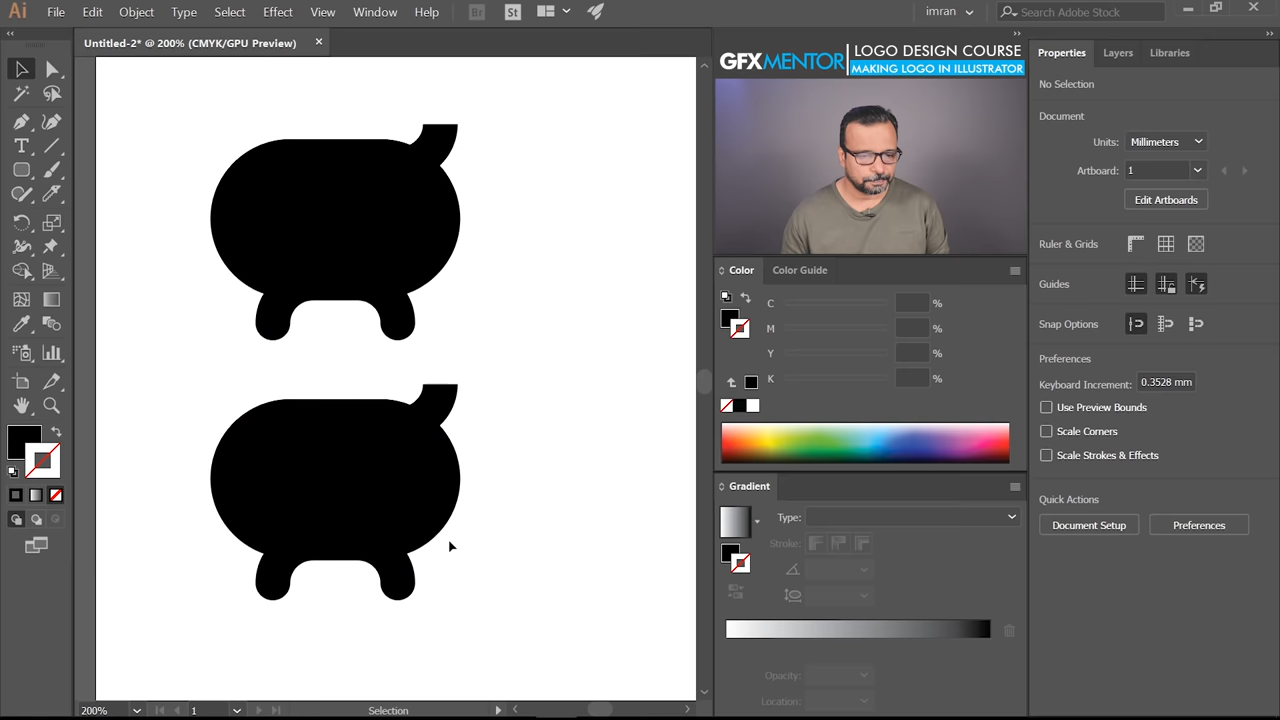 Ai File Edit Object Type Select Effect View Window Help Br St imran Search Adobe Stock
Untitled-2* @ 200% (CMYK/GPU Preview)
GFXMENTOR LOGO DESIGN COURSE
MAKING LOGO IN ILLUSTRATOR
Color Color Guide
C %
M %
Y %
K %
Gradient
Type:
Stroke:
Opacity:
Location:
Properties Layers Libraries
No Selection
Document
Units: Millimeters
Artboard: 1
Edit Artboards
Ruler & Grids
Guides
Snap Options
Preferences
Keyboard Increment: 0.3528 mm
Use Preview Bounds
Scale Corners
Scale Strokes & Effects
Quick Actions
Document Setup Preferences
200% 1 Selection